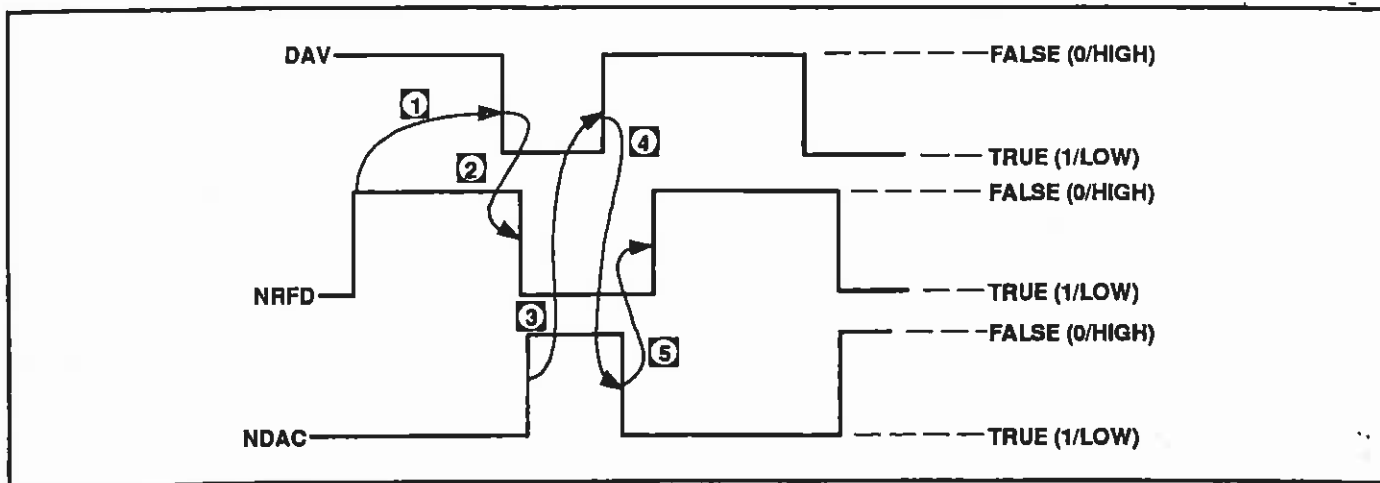 DAV
FALSE (0/HIGH)
1
4
TRUE (1/LOW)
2
FALSE (0/HIGH)
NRFD
TRUE (1/LOW)
3
FALSE (0/HIGH)
5
NDAC
TRUE (1/LOW)